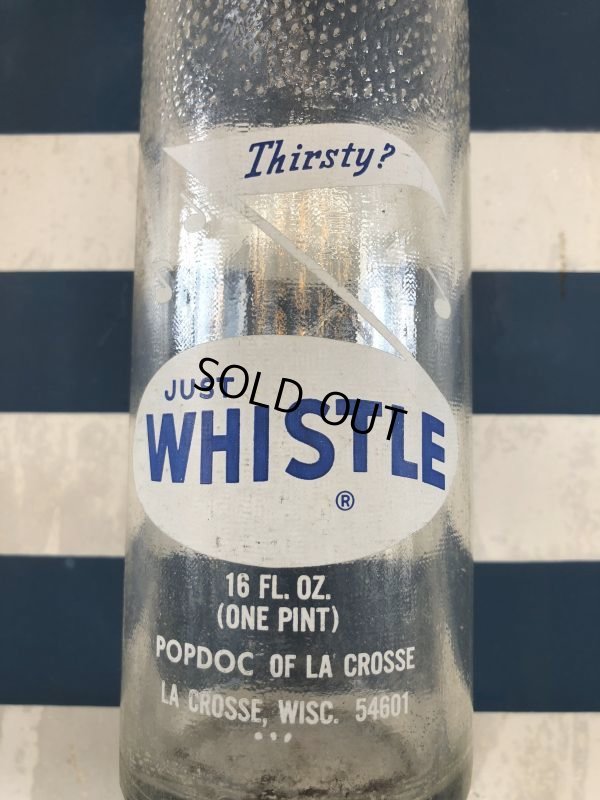 Thirsty?
JUST
WHISTLE
®
SOLD OUT
16 FL. OZ.
(ONE PINT)
POPDOC OF LA CROSSE
LA CROSSE, WISC. 54601